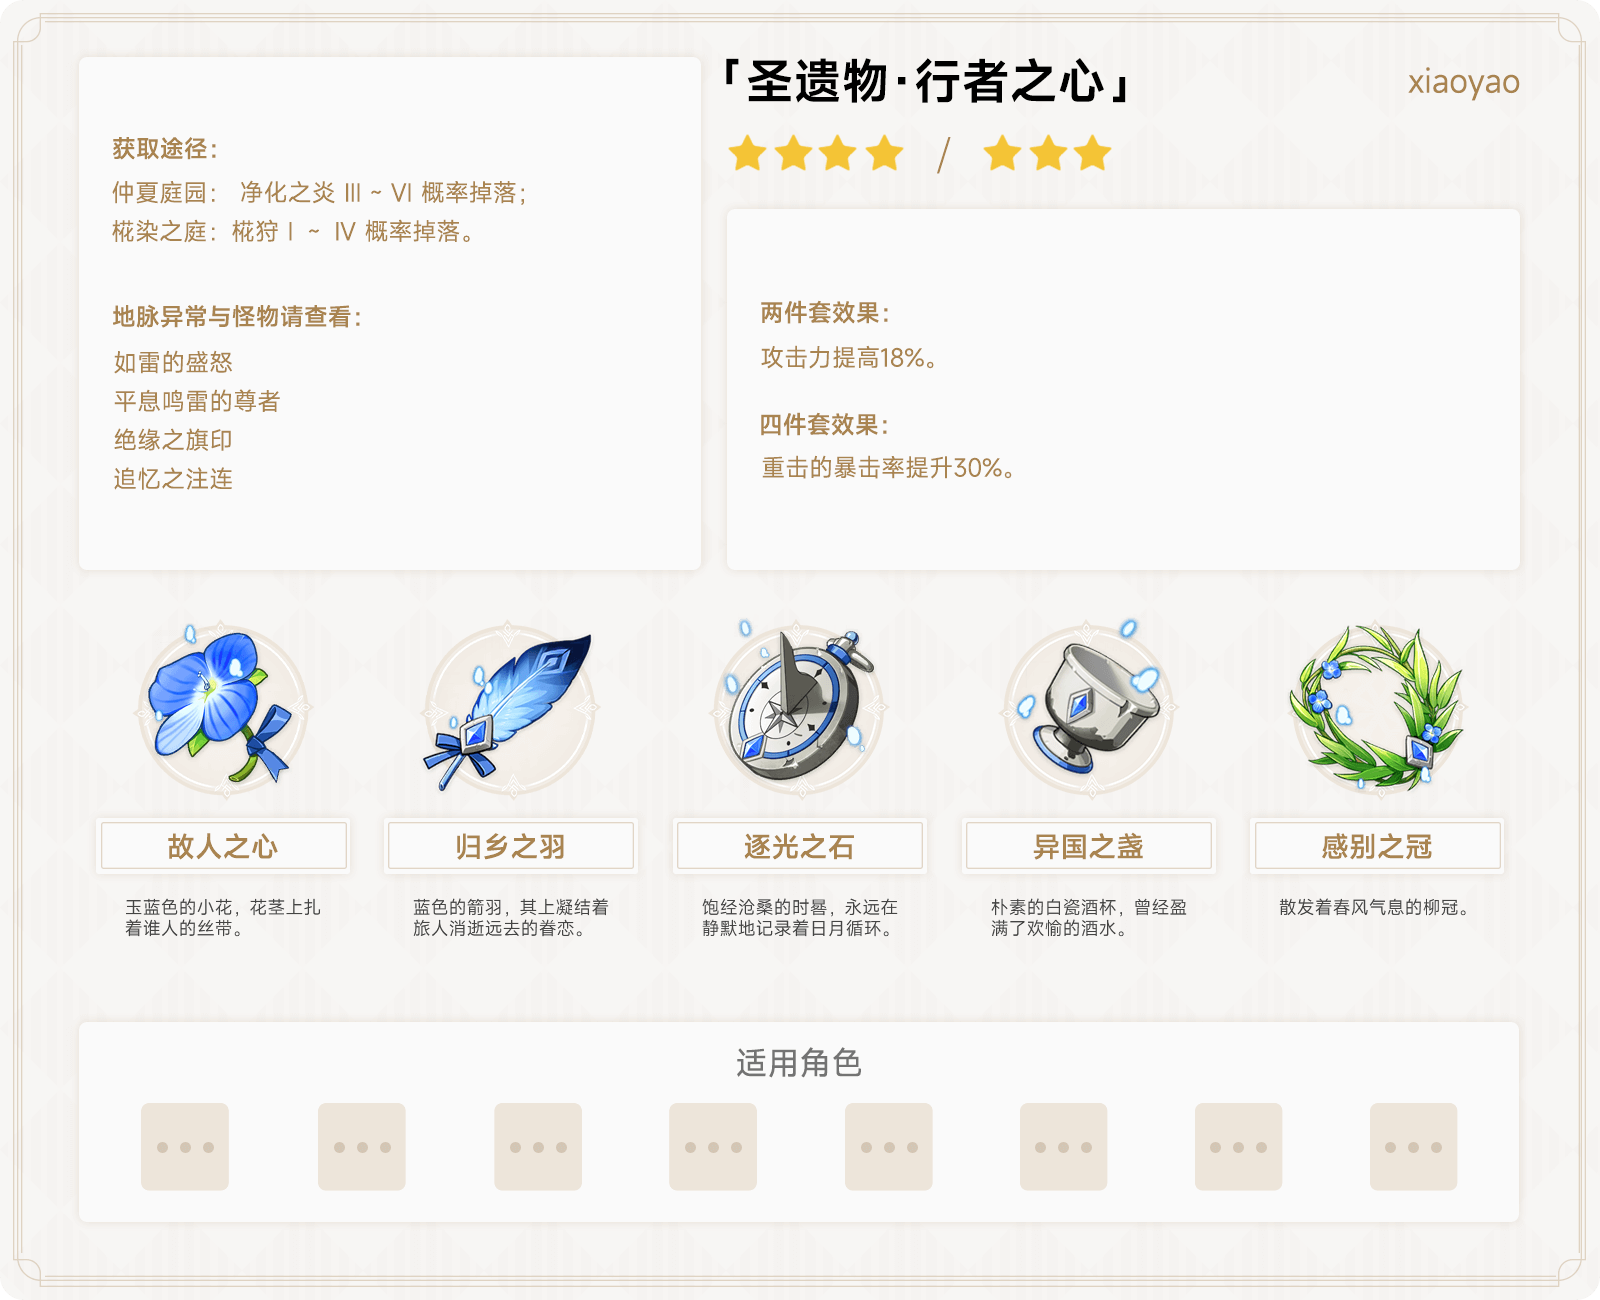 「圣遗物·行者之心」
xiaoyao
获取途径：
仲夏庭园： 净化之炎 III ~ VI 概率掉落；
椛染之庭：椛狩 I ~ IV 概率掉落。
地脉异常与怪物请查看：
如雷的盛怒
平息鸣雷的尊者
绝缘之旗印
追忆之注连
/
两件套效果：
攻击力提高18%。
四件套效果：
重击的暴击率提升30%。
故人之心
归乡之羽
逐光之石
异国之盏
感别之冠
玉蓝色的小花，花茎上扎
着谁人的丝带。
蓝色的箭羽，其上凝结着
旅人消逝远去的眷恋。
饱经沧桑的时晷，永远在
静默地记录着日月循环。
朴素的白瓷酒杯，曾经盈
满了欢愉的酒水。
散发着春风气息的柳冠。
适用角色